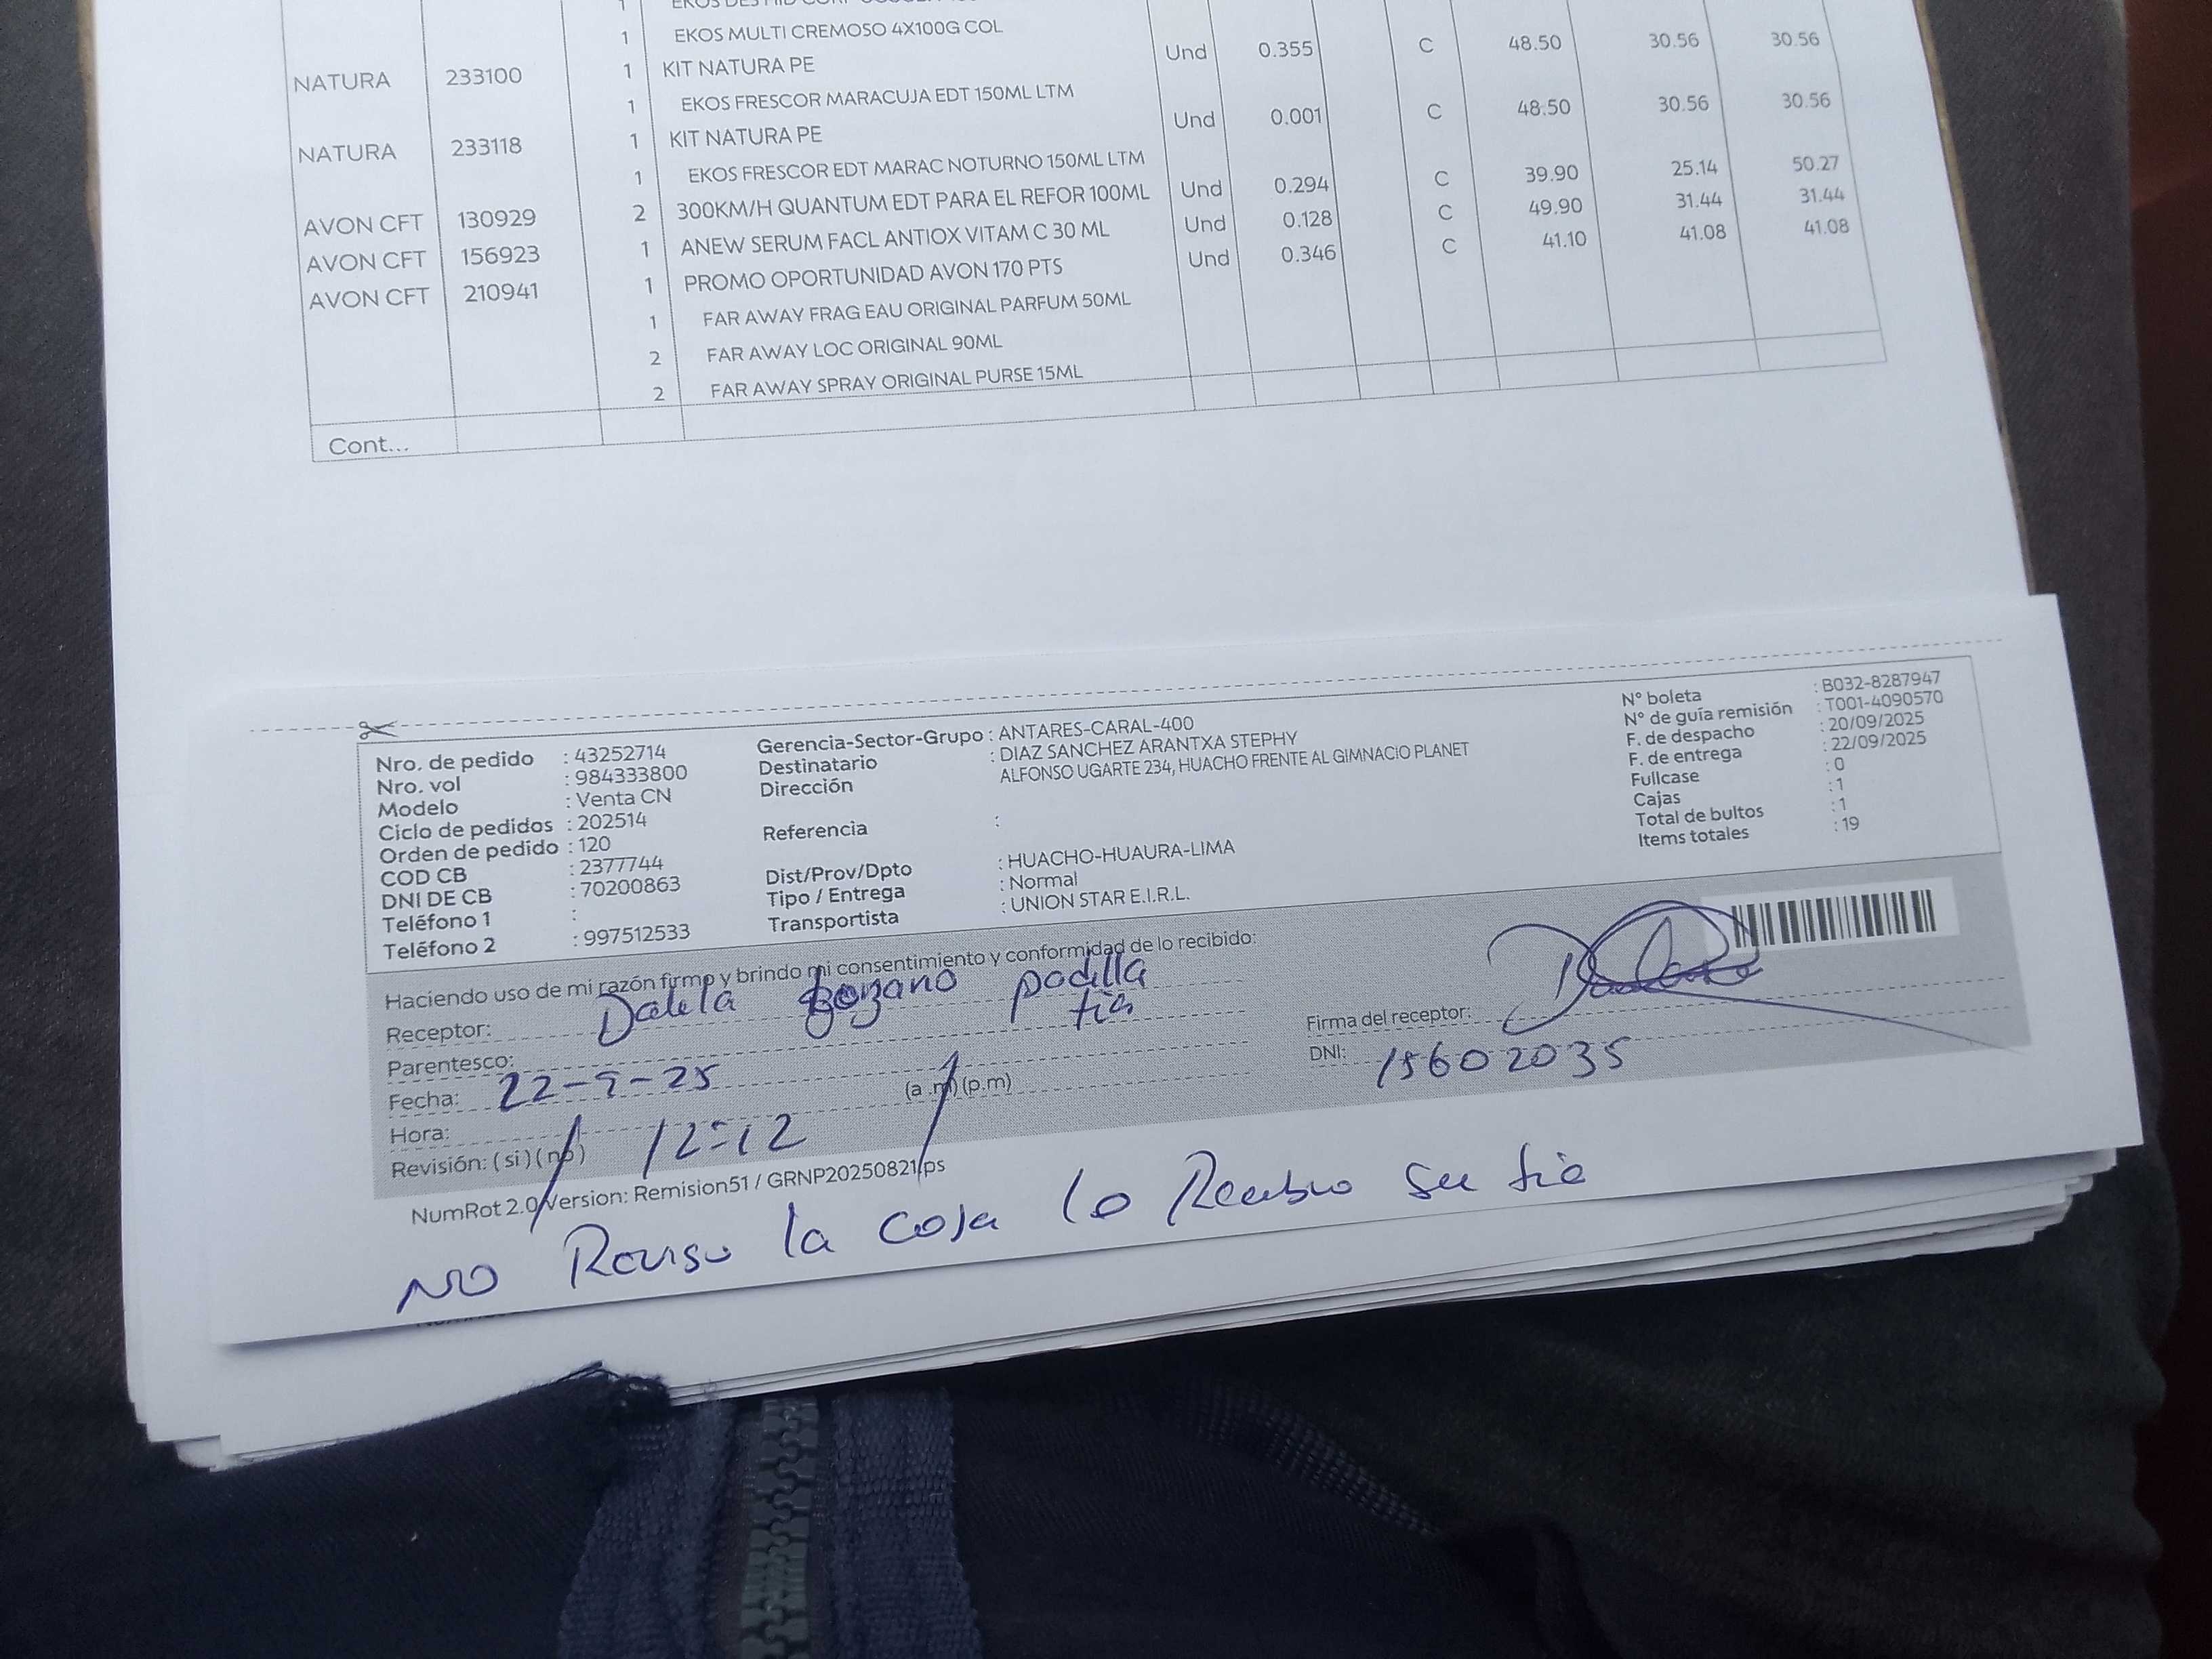 EKOS MULTI CREMOSO 4X100G COL
NATURA 233100 1 KIT NATURA PE Und 0.355 C 48.50 30.56 30.56
1 EKOS FRESCOR MARACUJA EDT 150ML LTM
NATURA 233118 1 KIT NATURA PE Und 0.001 C 48.50 30.56 30.56
1 EKOS FRESCOR EDT MARAC NOTURNO 150ML LTM
AVON CFT 130929 2 300KM/H QUANTUM EDT PARA EL REFOR 100ML Und 0.294 C 39.90 25.14 50.27
AVON CFT 156923 1 ANEW SERUM FACL ANTIOX VITAM C 30 ML Und 0.128 C 49.90 31.44 31.44
AVON CFT 210941 1 PROMO OPORTUNIDAD AVON 170 PTS Und 0.346 C 41.10 41.08 41.08
1 FAR AWAY FRAG EAU ORIGINAL PARFUM 50ML
2 FAR AWAY LOC ORIGINAL 90ML
2 FAR AWAY SPRAY ORIGINAL PURSE 15ML
Cont...
Nro. de pedido : 43252714
Nro. vol : 984333800
Modelo : Venta CN
Ciclo de pedidos : 202514
Orden de pedido : 120
COD CB : 2377744
DNI DE CB : 70200863
Teléfono 1 :
Teléfono 2 : 997512533
Gerencia-Sector-Grupo : ANTARES-CARAL-400
Destinatario : DIAZ SANCHEZ ARANTXA STEPHY
Dirección ALFONSO UGARTE 234, HUACHO FRENTE AL GIMNACIO PLANET
Referencia :
Dist/Prov/Dpto : HUACHO-HUAURA-LIMA
Tipo / Entrega : Normal
Transportista : UNION STAR E.I.R.L.
N° boleta : B032-8287947
N° de guía remisión : T001-4090570
F. de despacho : 20/09/2025
F. de entrega : 22/09/2025
Fullcase : 0
Cajas : 1
Total de bultos : 1
Items totales : 19
Haciendo uso de mi razón firmo y brindo mi consentimiento y conformidad de lo recibido:
Receptor: padilla
Parentesco: tia
Fecha: 22-9-25
Hora: 12:12 (a.m) (p.m)
Revisión: (si) (no)
Firma del receptor:
DNI: 15602035
NumRot 2.0 Version: Remision51 / GRNP20250821.ps
NO Reviso la caja lo Recibio su tia